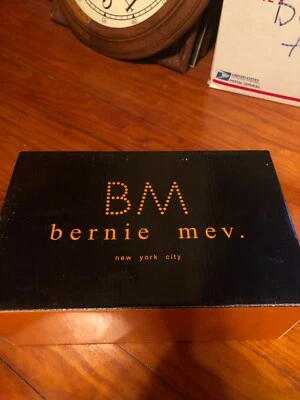 UNITED STATES
POSTAL SERVICE
BM
bernie mev.
new york city